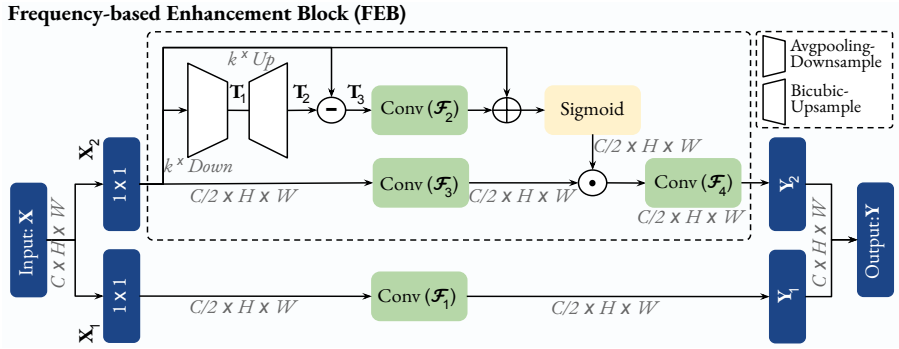 Frequency-based Enhancement Block (FEB)
k × Up
T1
T2
−
T3
Conv (𝓕2)
Sigmoid
Avgpooling-
Downsample
Bicubic-
Upsample
X2
k × Down
C/2 × H × W
Input: X
C × H × W
1 x 1
C/2 × H × W
Conv (𝓕3)
C/2 × H × W
Conv (𝓕4)
C/2 × H × W
Y2
C × H × W
Output:Y
X1
1 x 1
C/2 × H × W
Conv (𝓕1)
C/2 × H × W
Y1